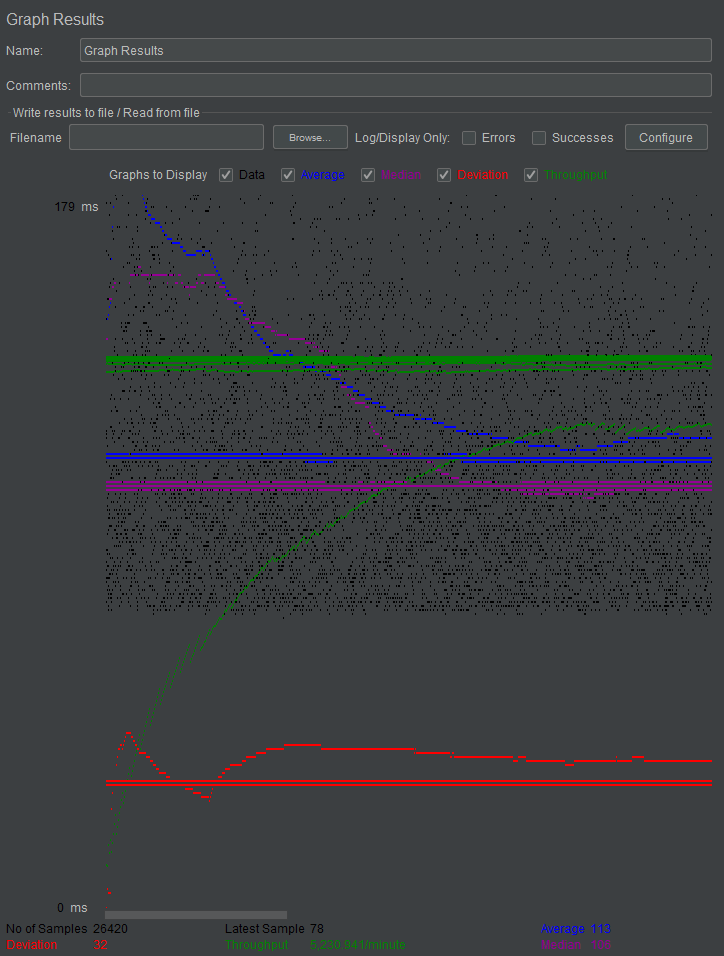 Graph Results
Name: Graph Results
Comments:
Write results to file / Read from file
Filename Browse... Log/Display Only: Errors Successes Configure
Graphs to Display Data Average Median Deviation Throughput
179 ms
0 ms
No of Samples 26420 Latest Sample 78 Average 113
Deviation 32 Throughput 5,230.941/minute Median